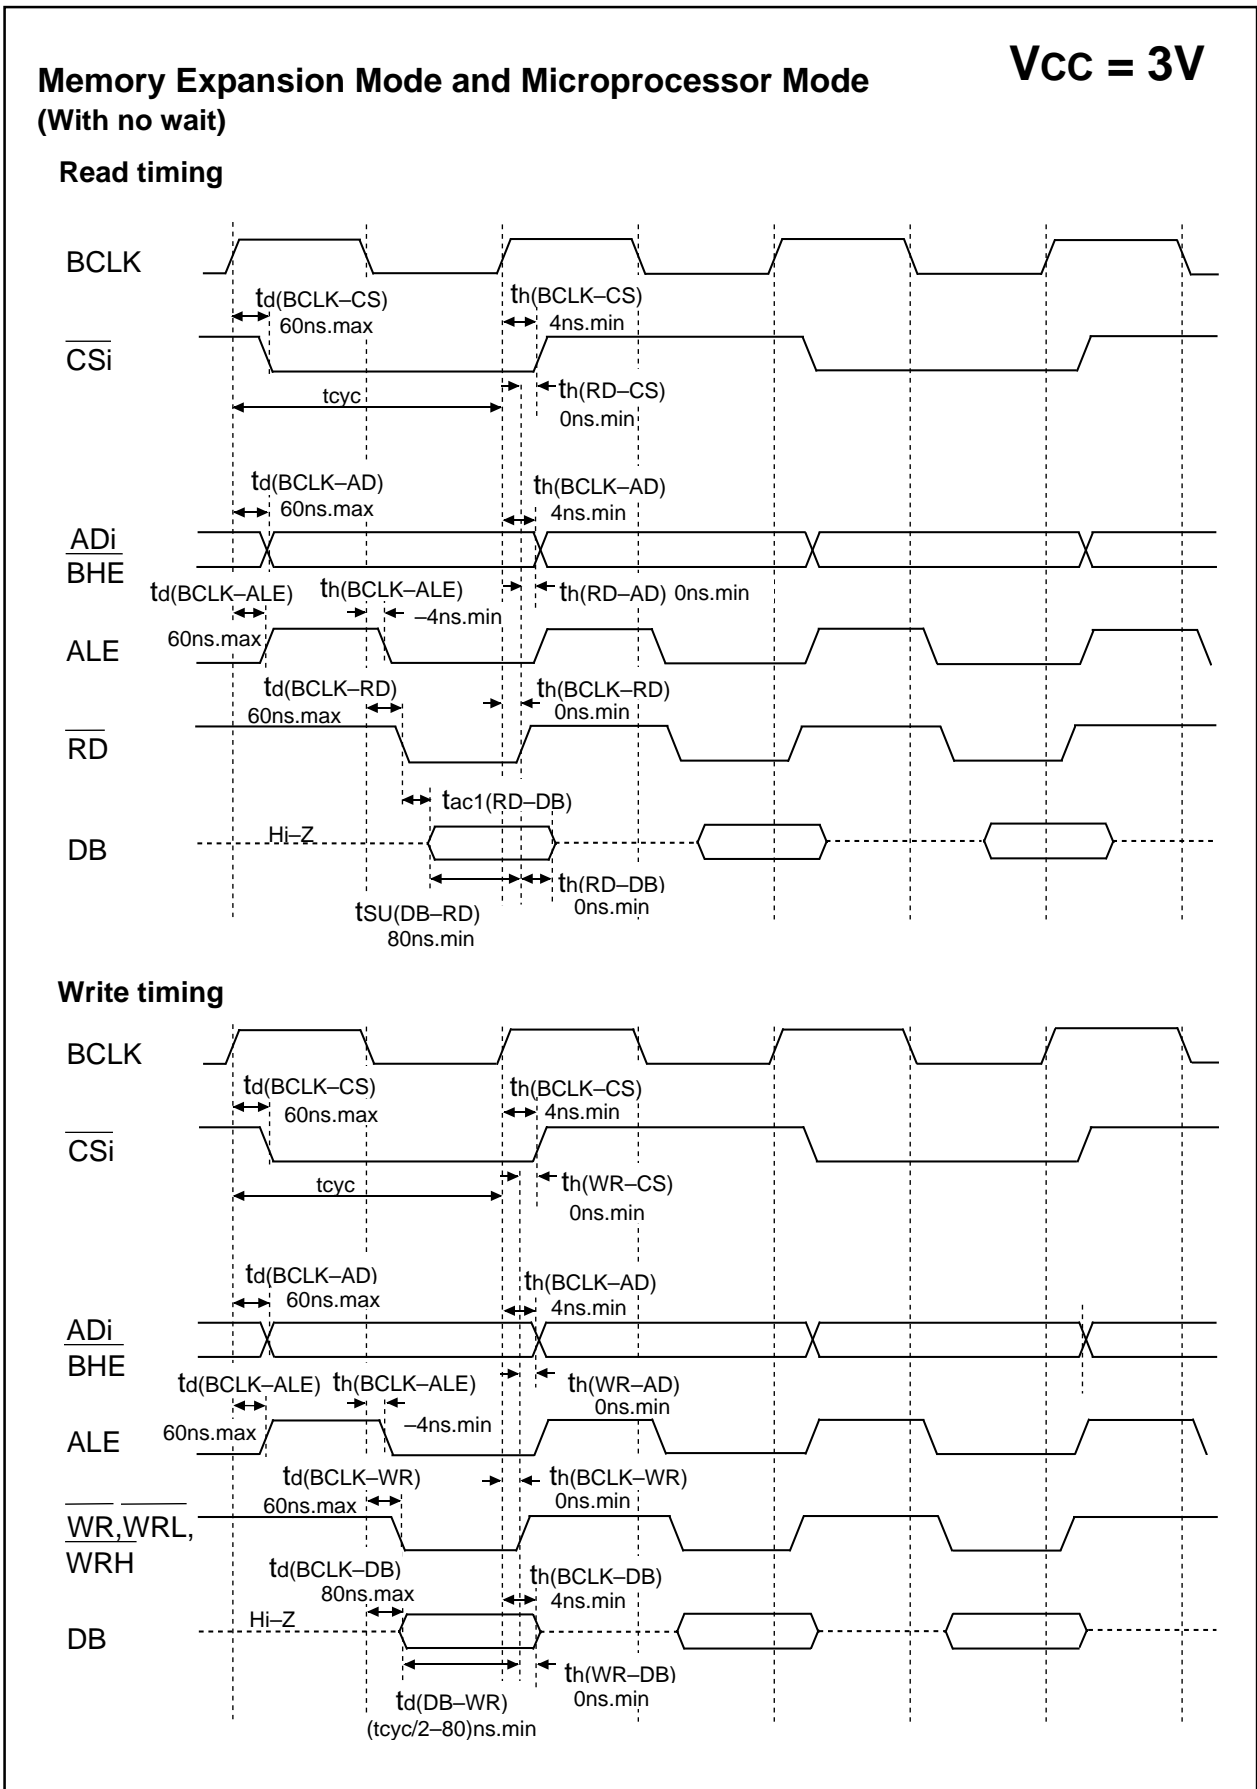 VCC = 3V
Memory Expansion Mode and Microprocessor Mode
(With no wait)
Read timing
BCLK
td(BCLK–CS)
60ns.max
th(BCLK–CS)
4ns.min
CSi
tcyc
th(RD–CS)
0ns.min
td(BCLK–AD)
60ns.max
th(BCLK–AD)
4ns.min
ADi
BHE
td(BCLK–ALE)
60ns.max
th(BCLK–ALE)
–4ns.min
th(RD–AD) 0ns.min
ALE
td(BCLK–RD)
60ns.max
th(BCLK–RD)
0ns.min
RD
tac1(RD–DB)
DB
Hi–Z
th(RD–DB)
0ns.min
tSU(DB–RD)
80ns.min
Write timing
BCLK
td(BCLK–CS)
60ns.max
th(BCLK–CS)
4ns.min
CSi
tcyc
th(WR–CS)
0ns.min
td(BCLK–AD)
60ns.max
th(BCLK–AD)
4ns.min
ADi
BHE
td(BCLK–ALE)
60ns.max
th(BCLK–ALE)
–4ns.min
th(WR–AD)
0ns.min
ALE
td(BCLK–WR)
60ns.max
th(BCLK–WR)
0ns.min
WR,WRL,
WRH
td(BCLK–DB)
80ns.max
th(BCLK–DB)
4ns.min
DB
Hi–Z
th(WR–DB)
0ns.min
td(DB–WR)
(tcyc/2–80)ns.min